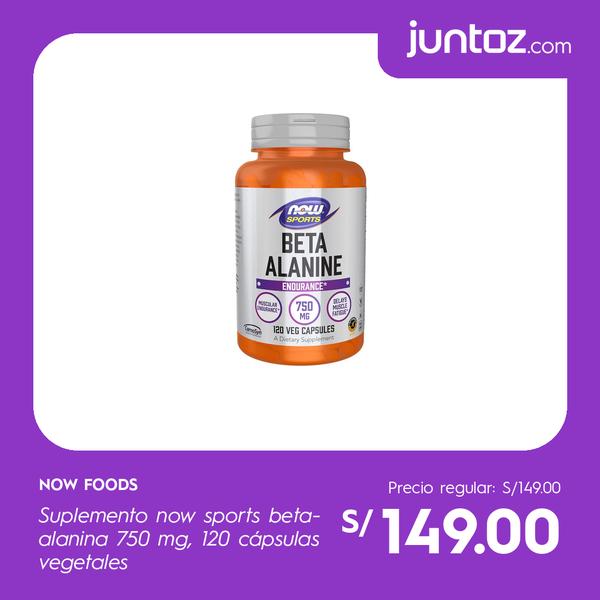 juntoz.com
now
SPORTS
BETA
ALANINE
ENDURANCE*
MUSCULAR
ENDURANCE*
750
MG
DELAYS
MUSCLE
FATIGUE*
120 VEG CAPSULES
CarnoSyn
A Dietary Supplement
NOW FOODS
Suplemento now sports beta-
alanina 750 mg, 120 cápsulas
vegetales
Precio regular: S/149.00
S/ 149.00